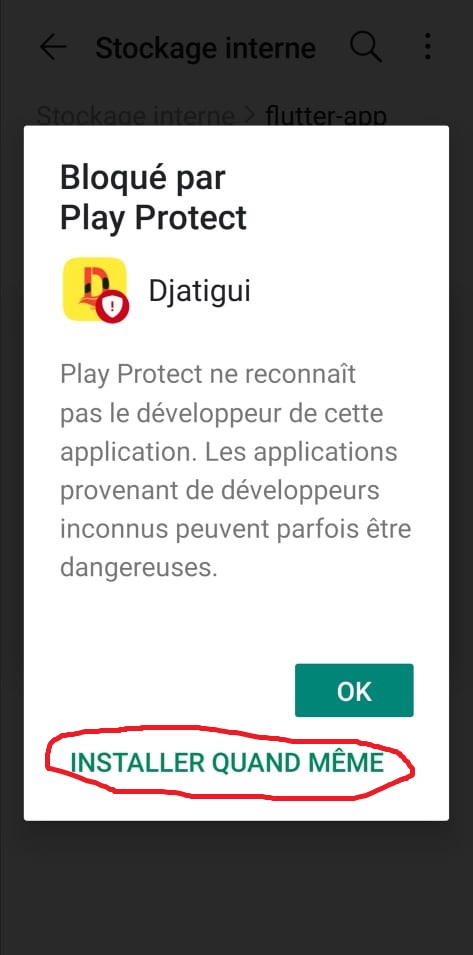 Stockage interne
Stockage interne > flutter-app
Bloqué par
Play Protect
D
Djatigui
Play Protect ne reconnaît
pas le développeur de cette
application. Les applications
provenant de développeurs
inconnus peuvent parfois être
dangereuses.
OK
INSTALLER QUAND MÊME